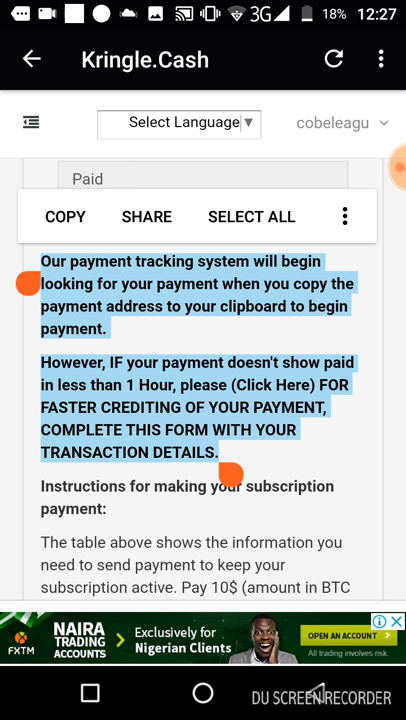 3G 18% 12:27
Kringle.Cash
Select Language▼
cobeleagu
Paid
COPY SHARE SELECT ALL
Our payment tracking system will begin
looking for your payment when you copy the
payment address to your clipboard to begin
payment.
However, IF your payment doesn't show paid
in less than 1 Hour, please (Click Here) FOR
FASTER CREDITING OF YOUR PAYMENT,
COMPLETE THIS FORM WITH YOUR
TRANSACTION DETAILS.
Instructions for making your subscription
payment:
The table above shows the information you
need to send payment to keep your
subscription active. Pay 10$ (amount in BTC
FXTM
NAIRA
TRADING
ACCOUNTS
Exclusively for
Nigerian Clients
OPEN AN ACCOUNT
All trading involves risk.
DU SCREEN RECORDER